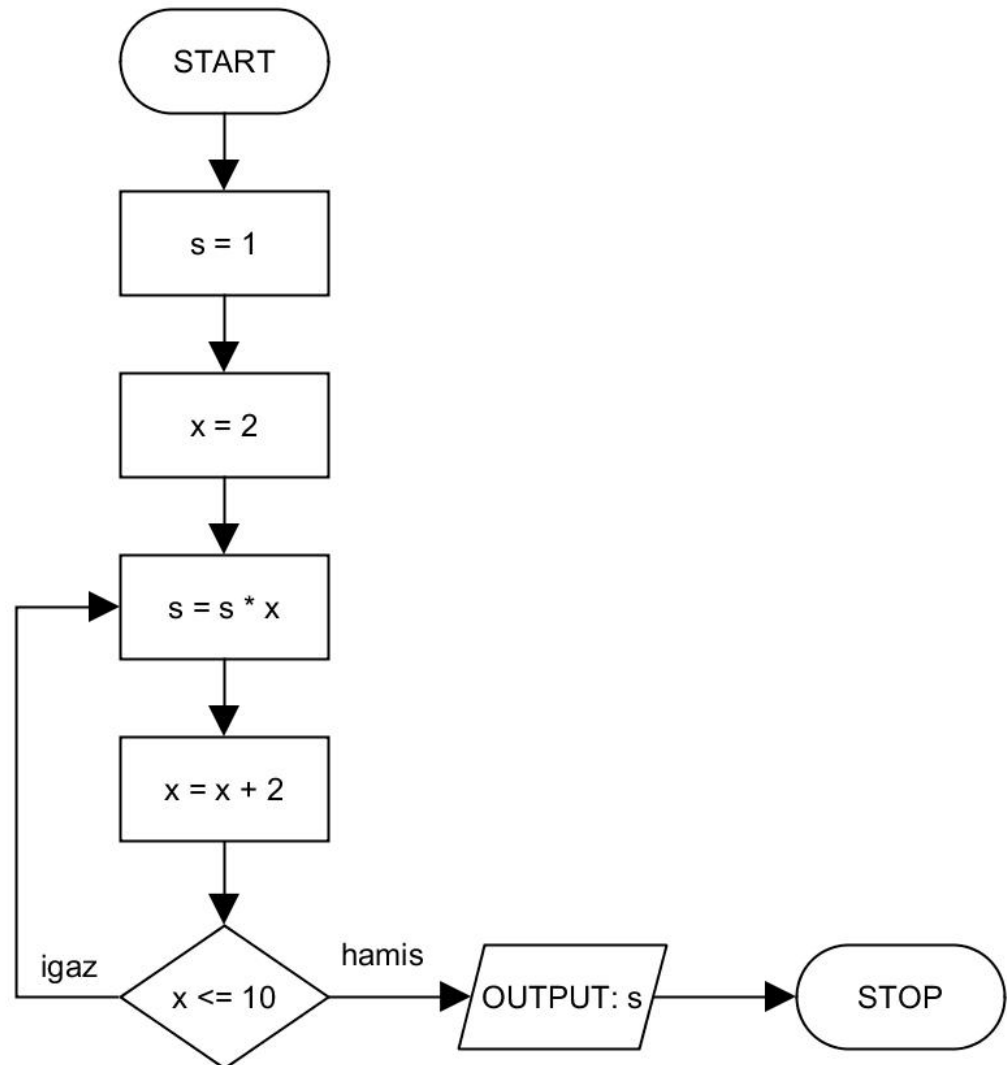 START
s = 1
x = 2
s = s * x
x = x + 2
igaz
x <= 10
hamis
OUTPUT: s
STOP